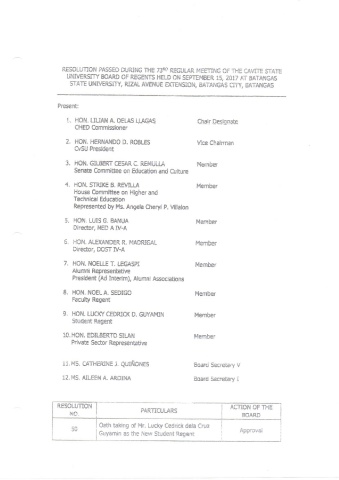 RESOLUTION PASSED DURING THE 73RD REGULAR MEETING OF THE CAVITE STATE
UNIVERSITY BOARD OF REGENTS HELD ON SEPTEMBER 15, 2017 AT BATANGAS
STATE UNIVERSITY, RIZAL AVENUE EXTENSION, BATANGAS CITY, BATANGAS
Present:
1. HON. LILIAN A. DELAS LLAGAS Chair Designate
CHED Commissioner
2. HON. HERNANDO D. ROBLES Vice Chairman
CvSU President
3. HON. GILBERT CESAR C. REMULLA Member
Senate Committee on Education and Culture
4. HON. STRIKE B. REVILLA Member
House Committee on Higher and
Technical Education
Represented by Ms. Angela Cheryl P. Villalon
5. HON. LUIS G. BANUA Member
Director, NED A IV-A
6. HON. ALEXANDER R. MADRIGAL Member
Director, DOST IV-A
7. HON. NOELLE T. LEGASPI Member
Alumni Representative
President (Ad Interim), Alumni Associations
8. HON. NOEL A. SEDIGO Member
Faculty Regent
9. HON. LUCKY CEDRICK D. GUYAMIN Member
Student Regent
10. HON. EDILBERTO SILAN Member
Private Sector Representative
11. MS. CATHERINE J. QUIÑONES Board Secretary V
12. MS. AILEEN A. ARDINA Board Secretary I
RESOLUTION NO. PARTICULARS ACTION OF THE BOARD
50 Oath taking of Mr. Lucky Cedrick dela Cruz Approval
Guyamin as the New Student Regent